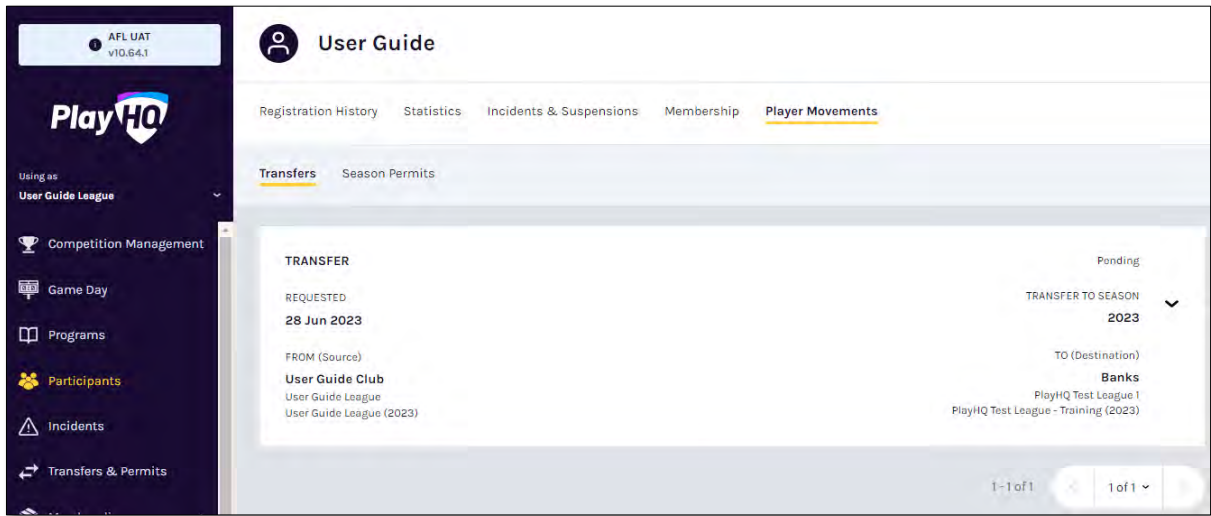 AFL UAT
v10.64.1
PlayHQ
Using as
User Guide League
Competition Management
Game Day
Programs
Participants
Incidents
Transfers & Permits
User Guide
Registration History Statistics Incidents & Suspensions Membership Player Movements
Transfers Season Permits
TRANSFER Pending
REQUESTED TRANSFER TO SEASON
28 Jun 2023 2023
FROM (Source) TO (Destination)
User Guide Club Banks
User Guide League PlayHQ Test League 1
User Guide League (2023) PlayHQ Test League - Training (2023)
1-1 of 1 1 of 1